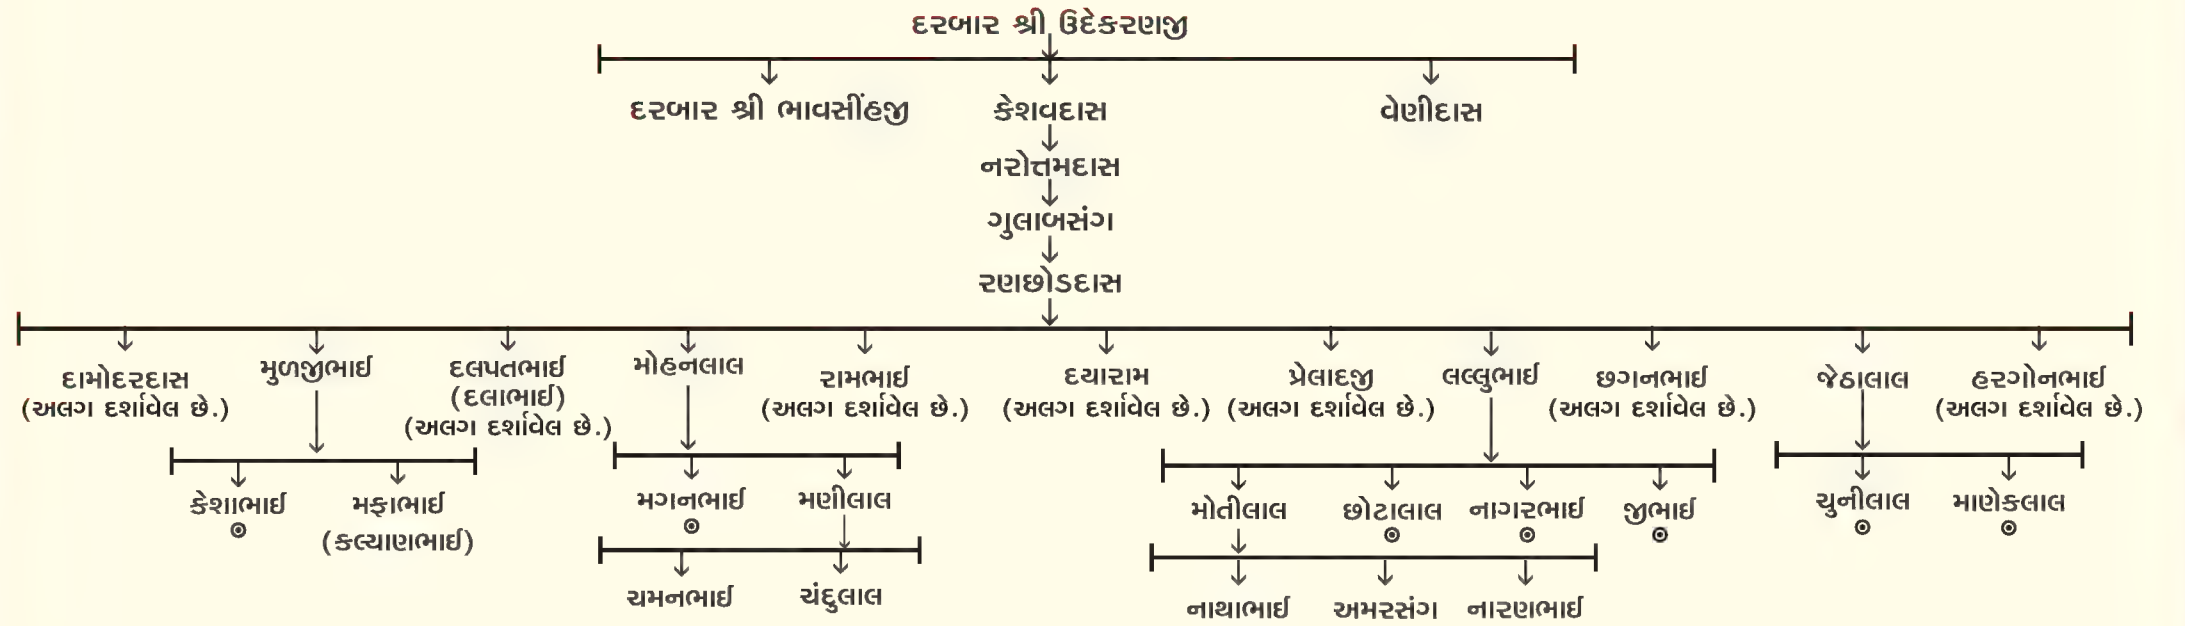 દરબાર શ્રી ઉદેકરણજી
દરબાર શ્રી ભાવસીંહજી કેશવદાસ વેણીદાસ
નરોત્તમદાસ
ગુલાબસંગ
રણછોડદાસ
દામોદરદાસ મુળજીભાઈ દલપતભાઈ મોહનલાલ રામભાઈ દયારામ પ્રેલાદજી લલ્લુભાઈ છગનભાઈ જેઠાલાલ હરગોનભાઈ
(અલગ દર્શાવેલ છે.) (દલાભાઈ) (અલગ દર્શાવેલ છે.) (અલગ દર્શાવેલ છે.) (અલગ દર્શાવેલ છે.) (અલગ દર્શાવેલ છે.) (અલગ દર્શાવેલ છે.)
(અલગ દર્શાવેલ છે.)
કેશાભાઈ મફાભાઈ મગનભાઈ મણીલાલ મોતીલાલ છોટાલાલ નાગરભાઈ જીભાઈ ચુનીલાલ માણેકલાલ
(કલ્યાણભાઈ)
ચમનભાઈ ચંદુલાલ નાથાભાઈ અમરસંગ નારણભાઈ